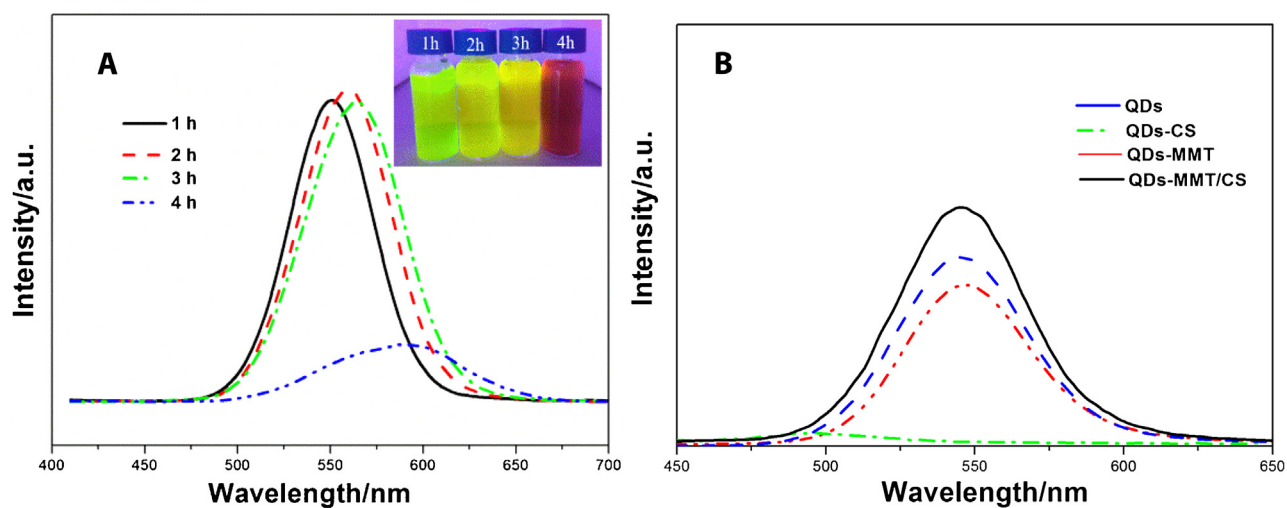 A
1h 2h 3h 4h
1 h
2 h
3 h
4 h
Intensity/a.u.
400 450 500 550 600 650 700
Wavelength/nm
B
QDs
QDs-CS
QDs-MMT
QDs-MMT/CS
Intensity/a.u.
450 500 550 600 650
Wavelength/nm